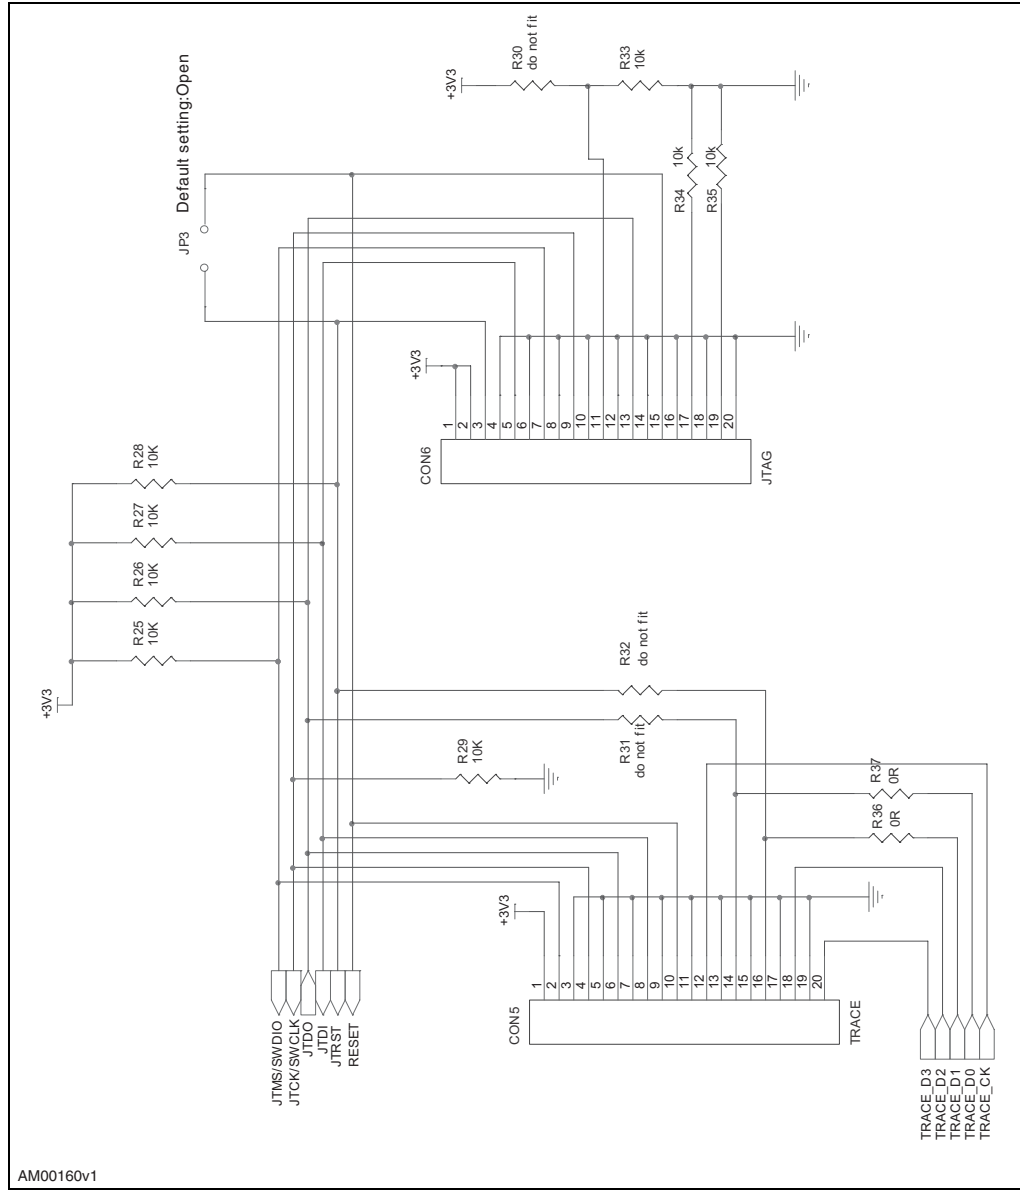 Default setting:Open
JP3
+3V3
R30
do not fit
R33
10k
R34
10k
R35
10k
+3V3
1
2
3
4
5
6
7
8
9
10
11
12
13
14
15
16
17
18
19
20
CON6
JTAG
R28
10K
R27
10K
R26
10K
R25
10K
+3V3
R32
do not fit
R31
do not fit
R29
10K
R37
0R
R36
0R
+3V3
1
2
3
4
5
6
7
8
9
10
11
12
13
14
15
16
17
18
19
20
CON5
TRACE
JTMS/SWDIO
JTCK/SWCLK
JTDO
JTDI
JTRST
RESET
TRACE_D3
TRACE_D2
TRACE_D1
TRACE_D0
TRACE_CK
AM00160v1